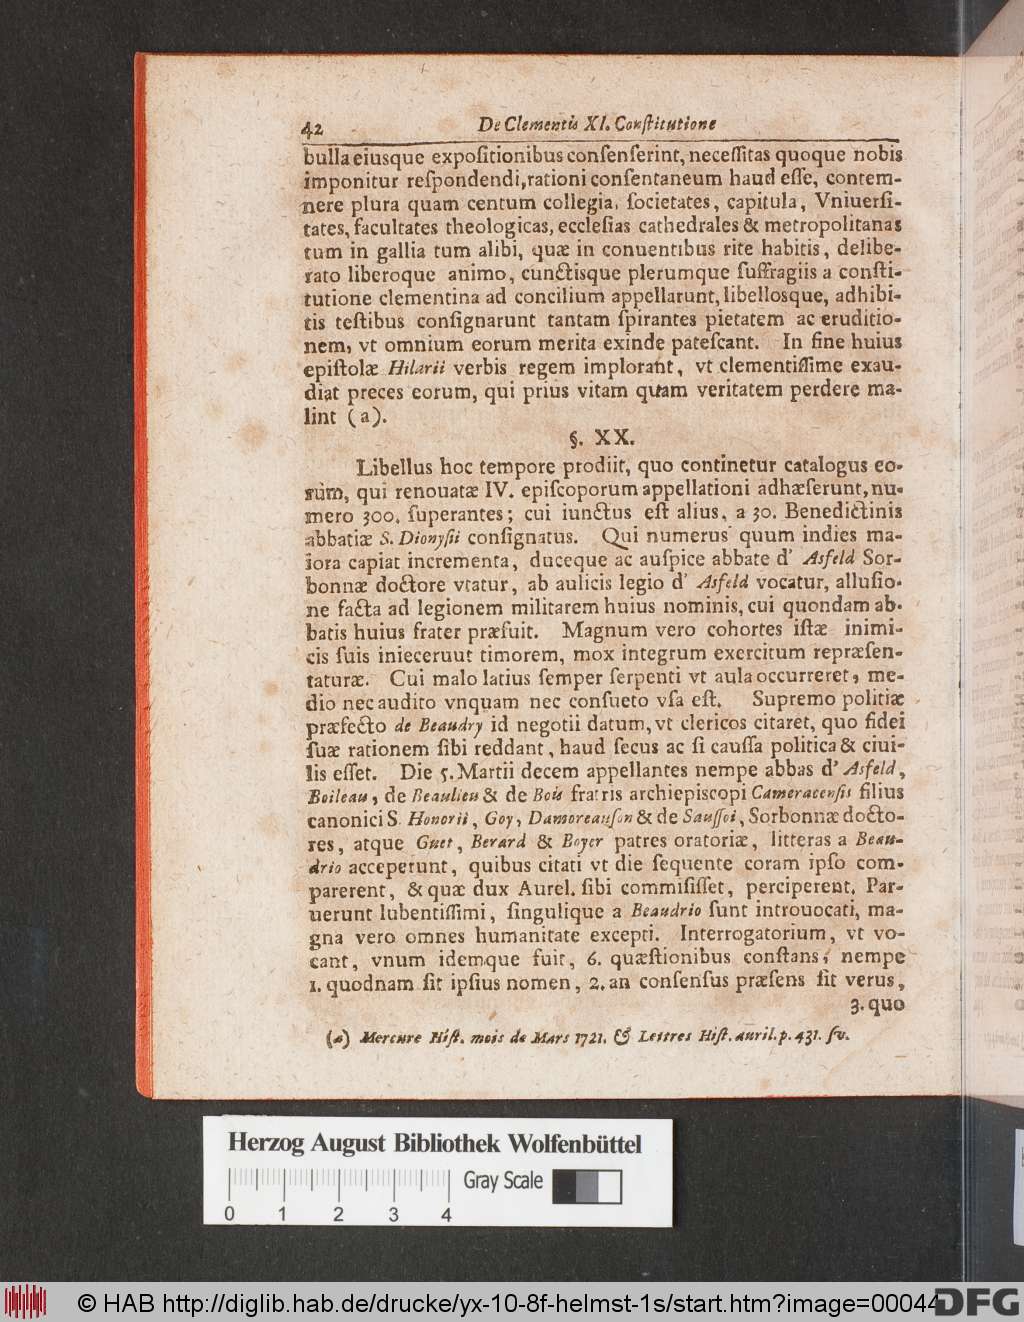 42 De Clementis XI. Conſtitutione
bulla eiusque expoſitionibus conſenſerint, neceſſitas quoque nobis
imponitur reſpondendi, rationi conſentaneum haud eſſe, contem-
nere plura quam centum collegia, ſocietates, capitula, Vniuerſi-
tates, facultates theologicas, eccleſias cathedrales & metropolitanas
tum in gallia tum alibi, quæ in conuentibus rite habitis, delibe-
rato liberoque animo, cunctisque plerumque ſuffragiis a conſti-
tutione clementina ad concilium appellarunt, libellosque, adhibi-
tis teſtibus conſignarunt tantam ſpirantes pietatem ac eruditio-
nem, vt omnium eorum merita exinde pateſcant. In fine huius
epiſtolæ Hilarii verbis regem implorant, vt clementiſſime exau-
diat preces eorum, qui prius vitam quam veritatem perdere ma-
lint (a).
§. XX.
Libellus hoc tempore prodiit, quo continetur catalogus eo-
rum, qui renouatæ IV. epiſcoporum appellationi adhæſerunt, nu-
mero 300. ſuperantes; cui iunctus eſt alius, a 30. Benedictinis
abbatiæ S. Dionyſii conſignatus. Qui numerus quum indies ma-
iora capiat incrementa, duceque ac auſpice abbate d' Asfeld Sor-
bonnæ doctore vtatur, ab aulicis legio d' Asfeld vocatur, alluſio-
ne facta ad legionem militarem huius nominis, cui quondam ab-
batis huius frater præfuit. Magnum vero cohortes iſtæ inimi-
cis ſuis inieceruut timorem, mox integrum exercitum repræſen-
taturæ. Cui malo latius ſemper ſerpenti vt aula occurreret, me-
dio nec audito vnquam nec conſueto vſa eſt. Supremo politiæ
præfecto de Beaudry id negotii datum, vt clericos citaret, quo fidei
ſuæ rationem ſibi reddant, haud ſecus ac ſi cauſſa politica & ciui-
lis eſſet. Die 5. Martii decem appellantes nempe abbas d' Asfeld,
Boileau, de Beaulieu & de Bois fratris archiepiscopi Cameracenſis filius
canonici S. Honorii, Goy, Damoreauſon & de Sauſſoi, Sorbonnæ docto-
res, atque Guet, Berard & Boyer patres oratoriæ, litteras a Beau-
drio acceperunt, quibus citati vt die ſequente coram ipſo com-
parerent, & quæ dux Aurel. ſibi commiſiſſet, perciperent. Par-
uerunt lubentiſſimi, ſingulique a Beaudrio ſunt introuocati, ma-
gna vero omnes humanitate excepti. Interrogatorium, vt vo-
cant, vnum idemque fuit, 6. quæſtionibus conſtans; nempe
1. quodnam ſit ipſius nomen, 2. an conſenſus præſens ſit verus,
3. quo
(a) Mercure Hiſt. mois de Mars 1721. & Lettres Hiſt. auril. p. 431. ſv.
Herzog August Bibliothek Wolfenbüttel
Gray Scale
0 1 2 3 4
© HAB http://diglib.hab.de/drucke/yx-10-8f-helmst-1s/start.htm?image=00044
DFG